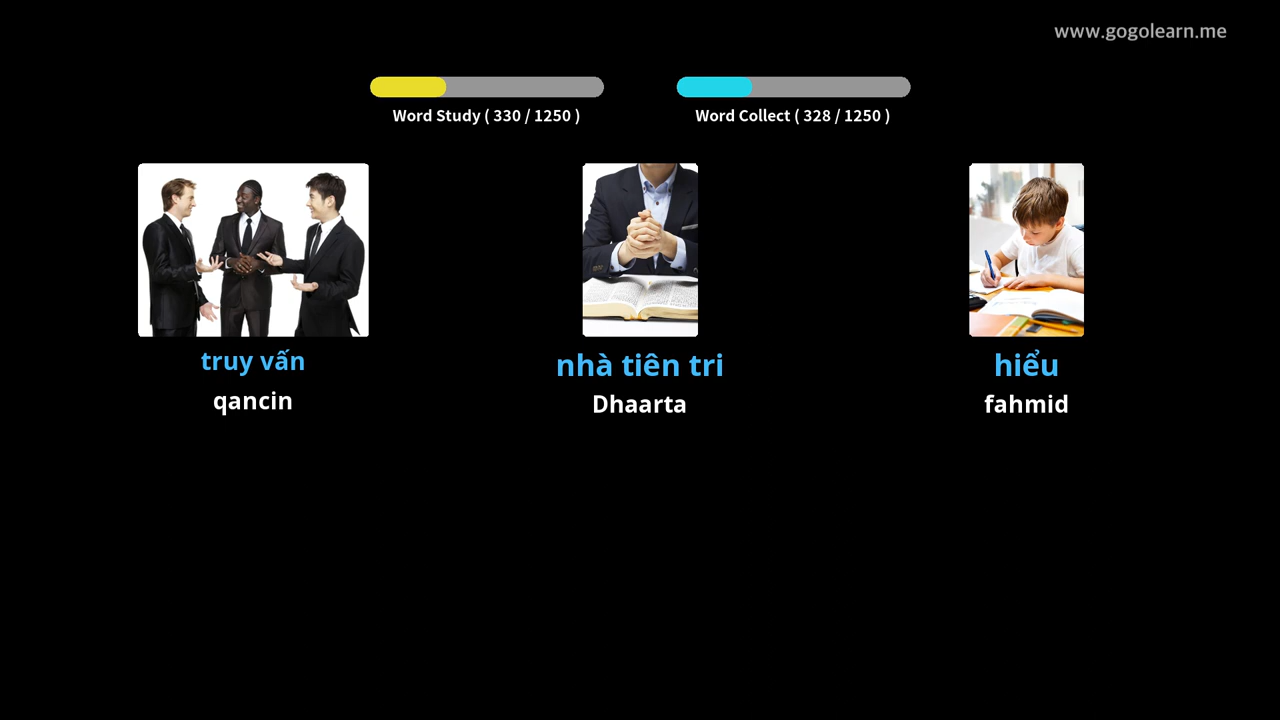 www.gogolearn.me
Word Study ( 330 / 1250 )
Word Collect ( 328 / 1250 )
truy vấn
qancin
nhà tiên tri
Dhaarta
hiểu
fahmid